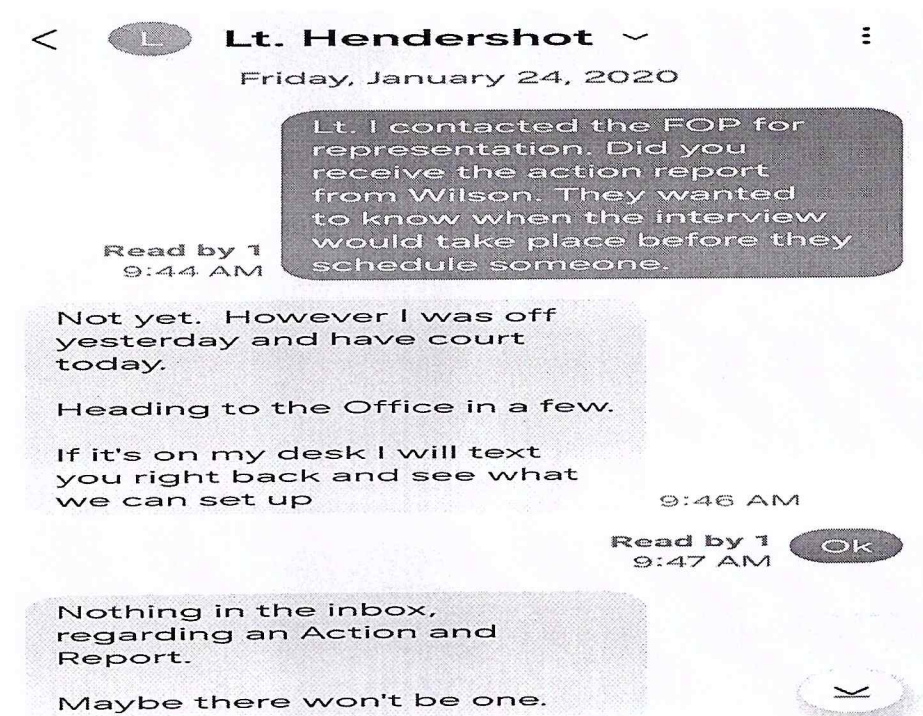 L Lt. Hendershot
Friday, January 24, 2020
Lt. I contacted the FOP for
representation. Did you
receive the action report
from Wilson. They wanted
to know when the interview
would take place before they
schedule someone.
Read by 1
9:44 AM
Not yet.  However I was off
yesterday and have court
today.
Heading to the Office in a few.
If it's on my desk I will text
you right back and see what
we can set up
9:46 AM
Read by 1
9:47 AM
Ok
Nothing in the inbox,
regarding an Action and
Report.
Maybe there won't be one.